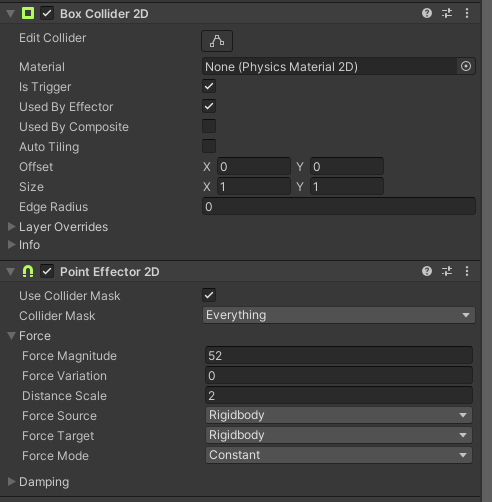 Box Collider 2D
Edit Collider
Material None (Physics Material 2D)
Is Trigger
Used By Effector
Used By Composite
Auto Tiling
Offset X 0 Y 0
Size X 1 Y 1
Edge Radius 0
Layer Overrides
Info
Point Effector 2D
Use Collider Mask
Collider Mask Everything
Force
Force Magnitude 52
Force Variation 0
Distance Scale 2
Force Source Rigidbody
Force Target Rigidbody
Force Mode Constant
Damping